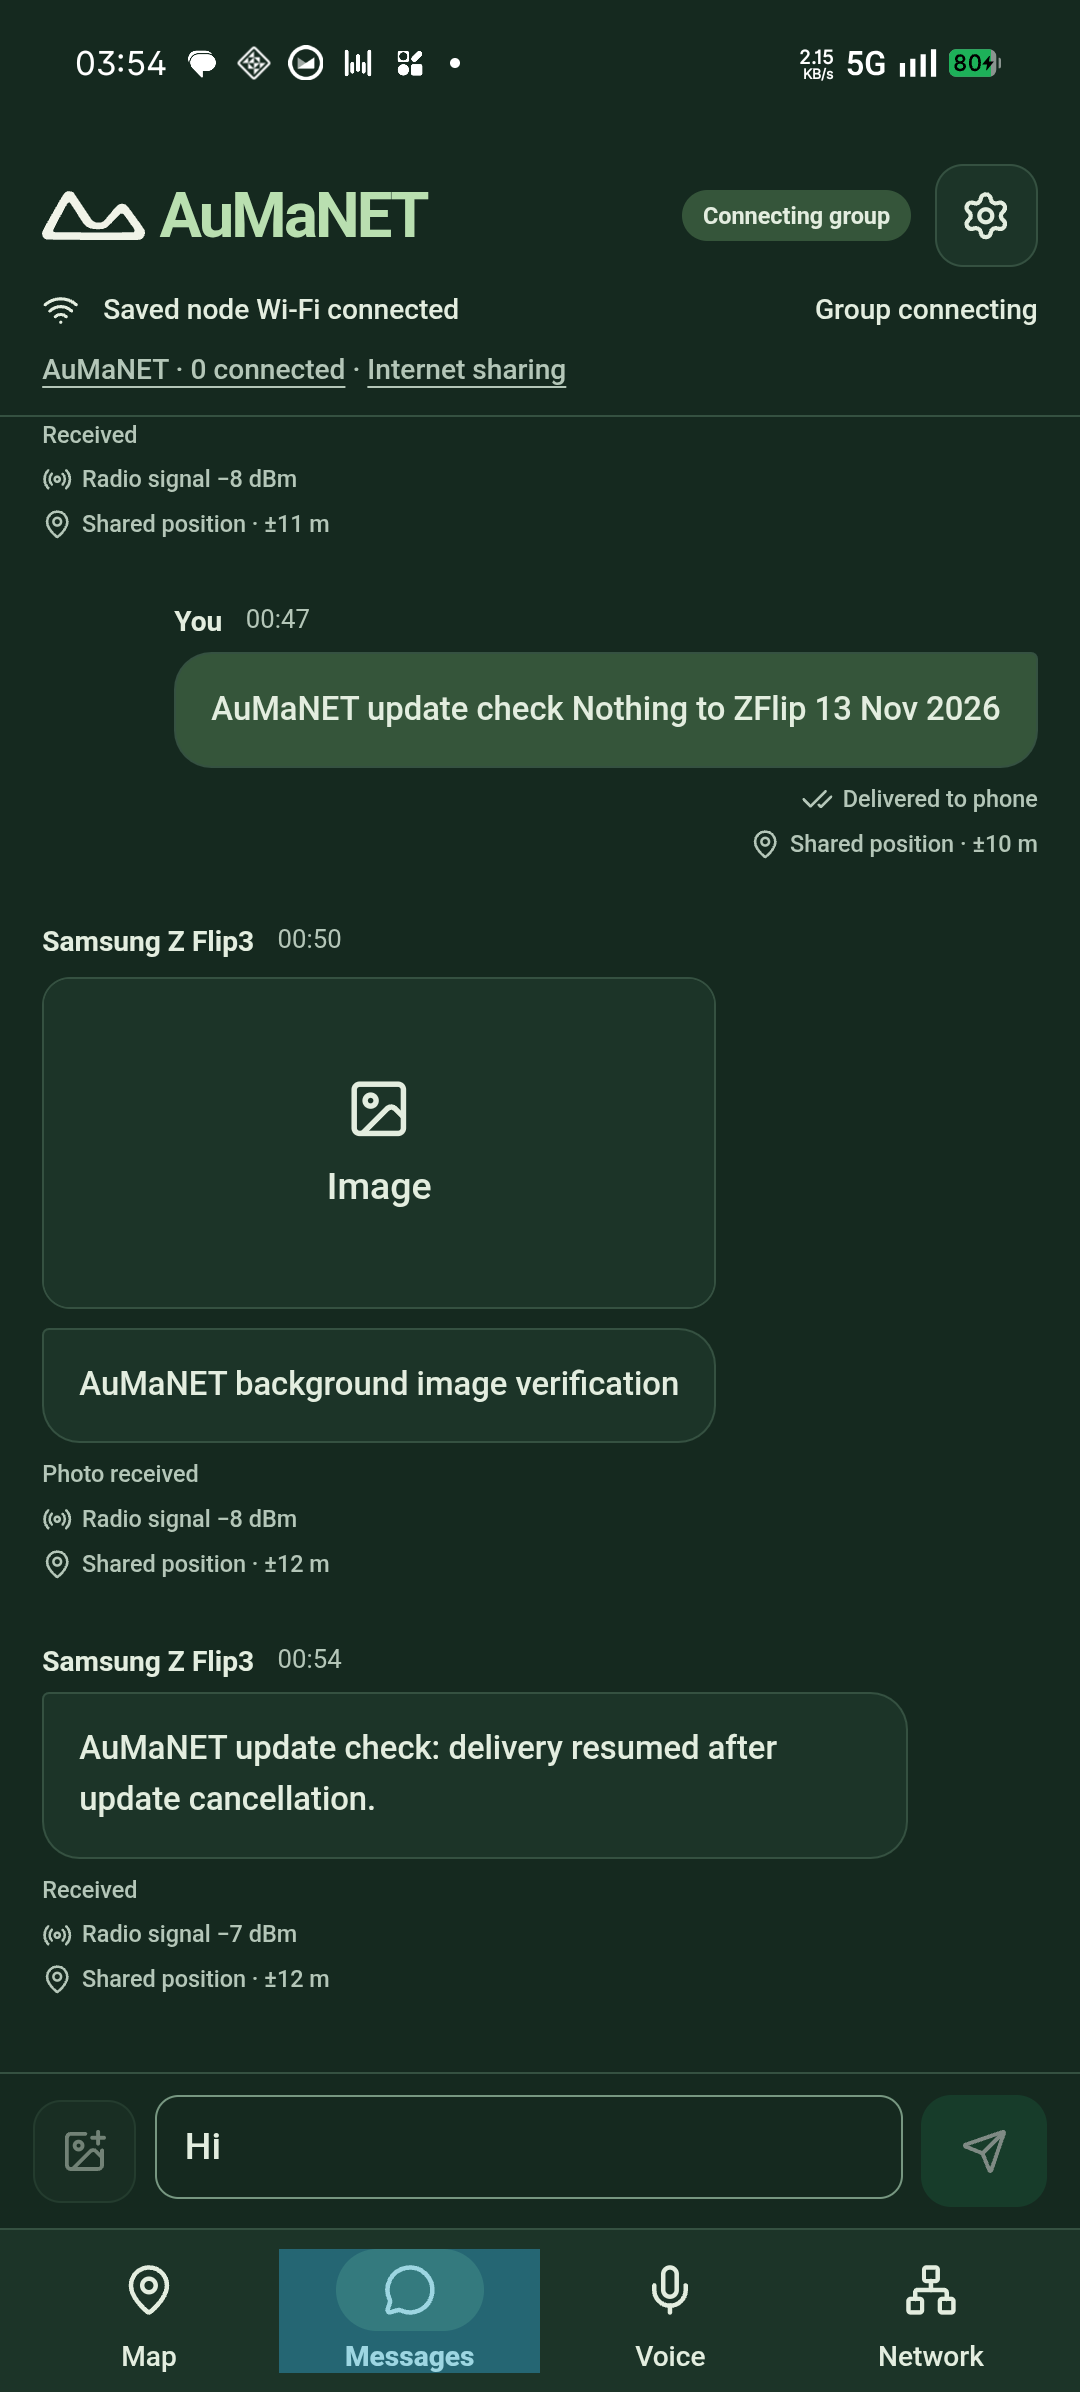 03:54
2.15 KB/s 5G 80
AuMaNET
Connecting group
Saved node Wi-Fi connected
Group connecting
AuMaNET · 0 connected · Internet sharing
Received
Radio signal −8 dBm
Shared position · ±11 m
You 00:47
AuMaNET update check Nothing to ZFlip 13 Nov 2026
Delivered to phone
Shared position · ±10 m
Samsung Z Flip3 00:50
Image
AuMaNET background image verification
Photo received
Radio signal −8 dBm
Shared position · ±12 m
Samsung Z Flip3 00:54
AuMaNET update check: delivery resumed after
update cancellation.
Received
Radio signal −7 dBm
Shared position · ±12 m
Hi
Map
Messages
Voice
Network